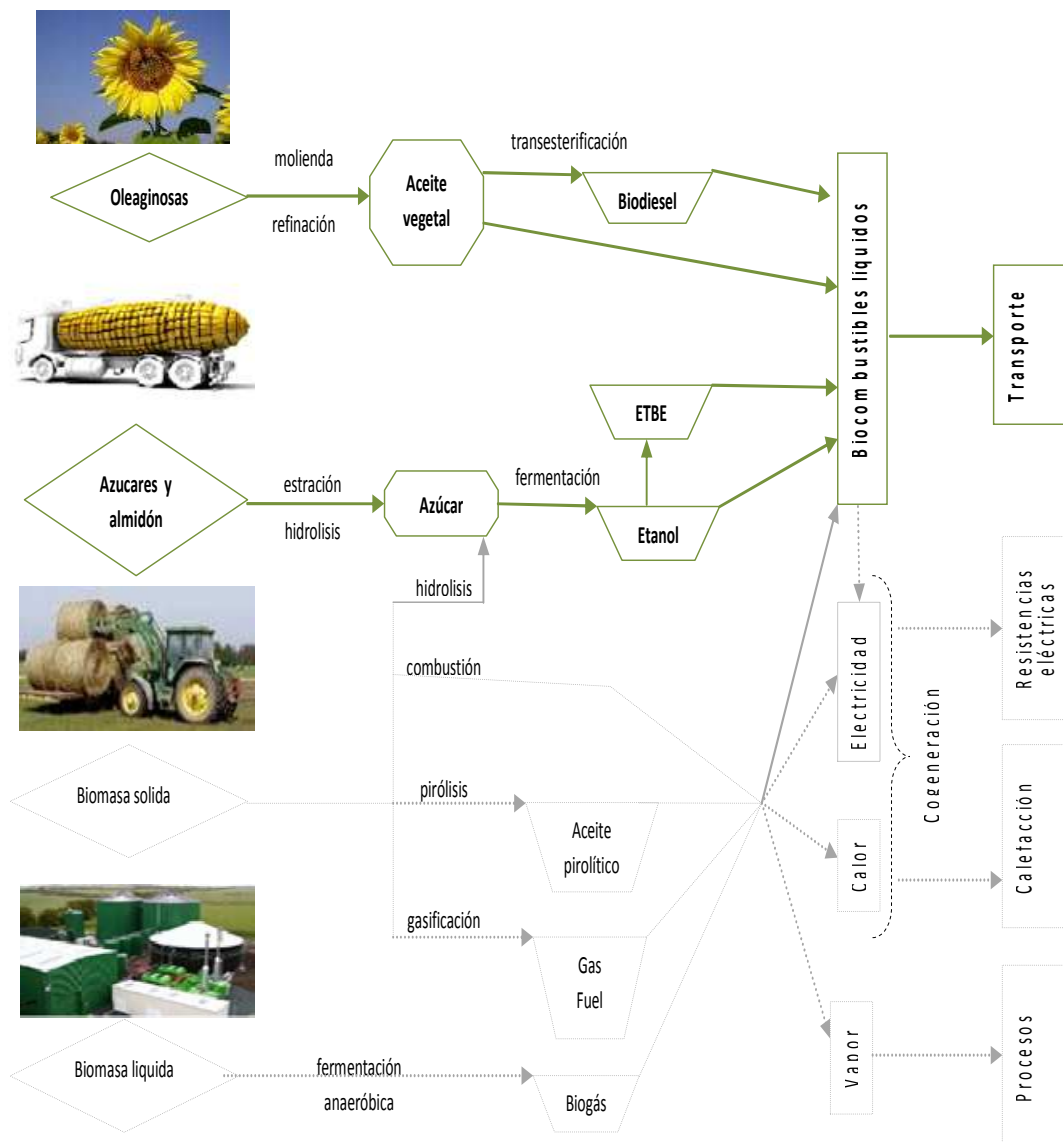 molienda
transesterificación
Oleaginosas
refinación
Aceite
vegetal
Biodiesel
Biocombustibles liquidos
Transporte
ETBE
Azucares y
almidón
estración
hidrolisis
Azúcar
fermentación
Etanol
hidrolisis
combustión
Electricidad
Resistencias
eléctricas
Cogeneración
Biomasa solida
pirólisis
Aceite
pirolítico
Calor
Caletacción
gasificación
Gas
Fuel
Biomasa liquida
fermentación
anaeróbica
Biogás
Vanor
Procesos